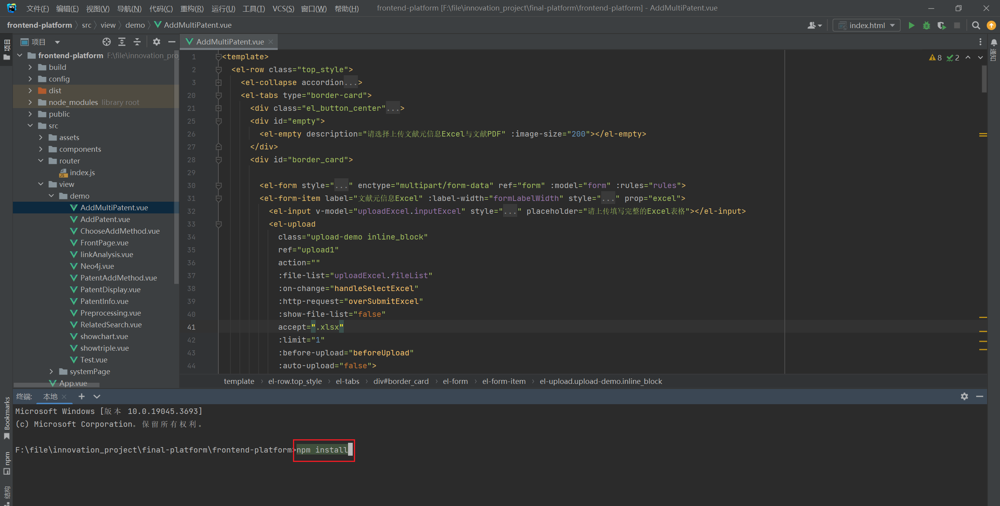 WS 文件(F) 编辑(E) 视图(V) 导航(N) 代码(C) 重构(R) 运行(U) 工具(T) VCS(S) 窗口(W) 帮助(H) frontend-platform [F:\file\innovation_project\final-platform\frontend-platform] - AddMultiPatent.vue
frontend-platform src view demo AddMultiPatent.vue index.html
项目
项目
AddMultiPatent.vue
通知
frontend-platform F:\file\innovation_pro
build
config
dist
node_modules library root
public
src
assets
components
router
index.js
view
demo
AddMultiPatent.vue
AddPatent.vue
ChooseAddMethod.vue
FrontPage.vue
linkAnalysis.vue
Neo4j.vue
PatentAddMethod.vue
PatentDisplay.vue
PatentInfo.vue
Preprocessing.vue
RelatedSearch.vue
showchart.vue
showtriple.vue
Test.vue
systemPage
App.vue
8 2
1 <template>
2 <el-row class="top_style">
3 <el-collapse accordion...>
20 <el-tabs type="border-card">
21 <div class="el_button_center"...>
25 <div id="empty">
26 <el-empty description="请选择上传文献元信息Excel与文献PDF" :image-size="200"></el-empty>
27 </div>
28 <div id="border_card">
29
30 <el-form style="..." enctype="multipart/form-data" ref="form" :model="form" :rules="rules">
31 <el-form-item label="文献元信息Excel" :label-width="formLabelWidth" style="..." prop="excel">
32 <el-input v-model="uploadExcel.inputExcel" style="..." placeholder="请上传填写完整的Excel表格"></el-input>
33 <el-upload
34 class="upload-demo inline_block"
35 ref="upload1"
36 action=""
37 :file-list="uploadExcel.fileList"
38 :on-change="handleSelectExcel"
39 :http-request="overSubmitExcel"
40 :show-file-list="false"
41 accept=".xlsx"
42 :limit="1"
43 :before-upload="beforeUpload"
44 :auto-upload="false">
template el-row.top_style el-tabs div#border_card el-form el-form-item el-upload.upload-demo.inline_block
终端: 本地
Microsoft Windows [版本 10.0.19045.3693]
(c) Microsoft Corporation。保留所有权利。
F:\file\innovation_project\final-platform\frontend-platform>npm install
Bookmarks
npm
结构